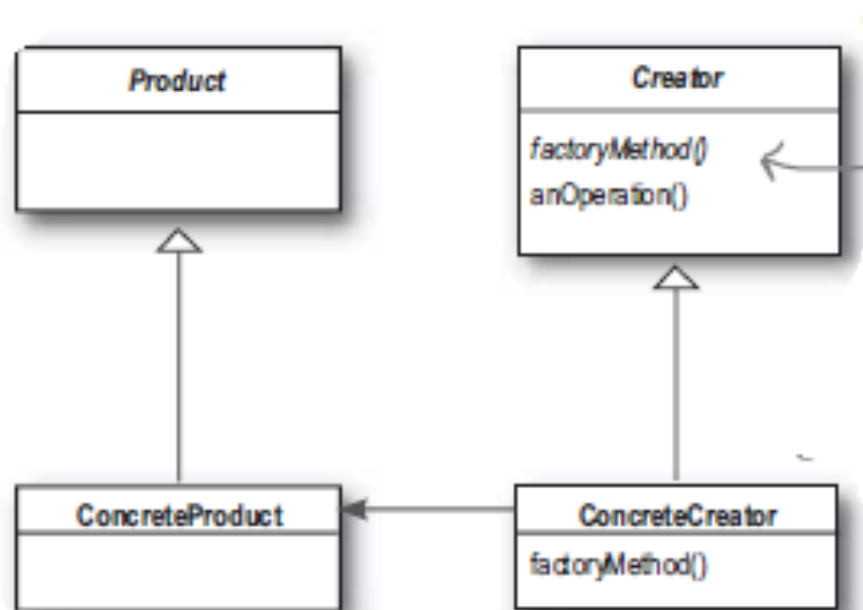 Product
Creator
factoryMethod()
anOperation()
ConcreteProduct
ConcreteCreator
factoryMethod()